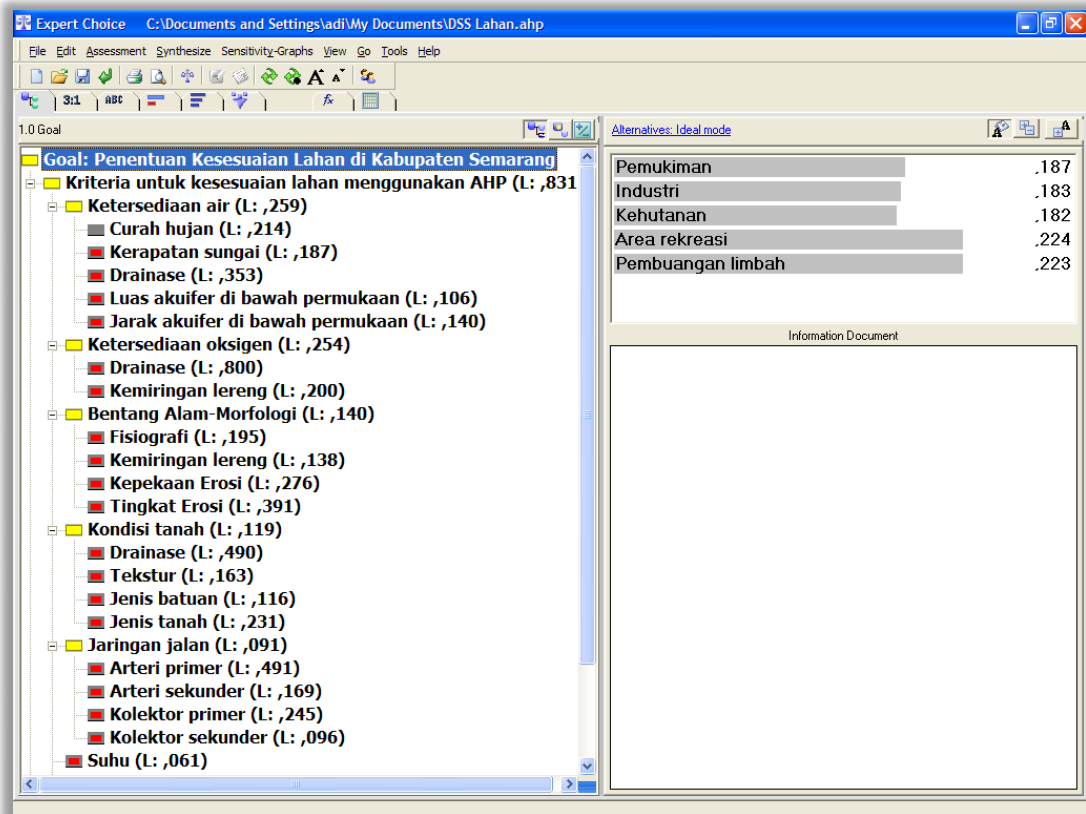 Expert Choice C:\Documents and Settings\adi\My Documents\DSS Lahan.ahp
File Edit Assessment Synthesize Sensitivity-Graphs View Go Tools Help
3:1 ABC fx
1.0 Goal
Goal: Penentuan Kesesuaian Lahan di Kabupaten Semarang
Kriteria untuk kesesuaian lahan menggunakan AHP (L: ,831
Ketersediaan air (L: ,259)
Curah hujan (L: ,214)
Kerapatan sungai (L: ,187)
Drainase (L: ,353)
Luas akuifer di bawah permukaan (L: ,106)
Jarak akuifer di bawah permukaan (L: ,140)
Ketersediaan oksigen (L: ,254)
Drainase (L: ,800)
Kemiringan lereng (L: ,200)
Bentang Alam-Morfologi (L: ,140)
Fisiografi (L: ,195)
Kemiringan lereng (L: ,138)
Kepekaan Erosi (L: ,276)
Tingkat Erosi (L: ,391)
Kondisi tanah (L: ,119)
Drainase (L: ,490)
Tekstur (L: ,163)
Jenis batuan (L: ,116)
Jenis tanah (L: ,231)
Jaringan jalan (L: ,091)
Arteri primer (L: ,491)
Arteri sekunder (L: ,169)
Kolektor primer (L: ,245)
Kolektor sekunder (L: ,096)
Suhu (L: ,061)
Alternatives: Ideal mode
Pemukiman ,187
Industri ,183
Kehutanan ,182
Area rekreasi ,224
Pembuangan limbah ,223
Information Document